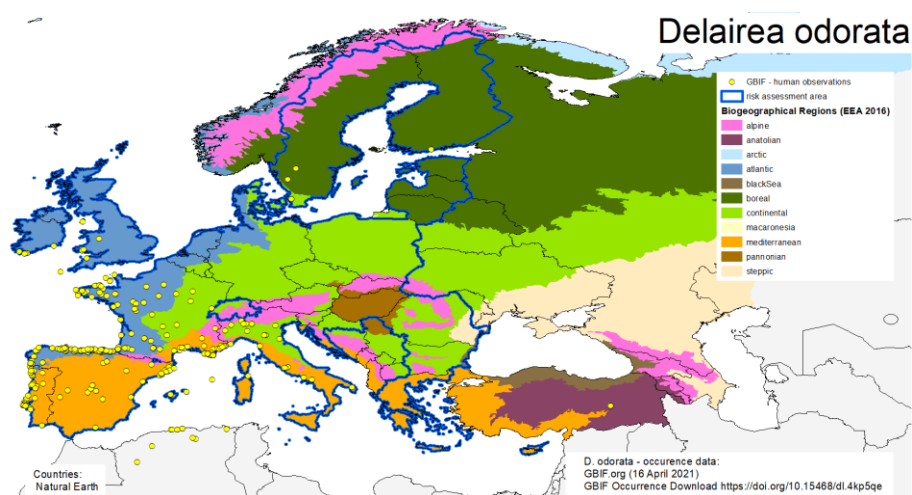 Delairea odorata
GBIF - human observations
risk assessment area
Biogeographical Regions (EEA 2016)
alpine
anatolian
arctic
atlantic
blackSea
boreal
continental
macaronesia
mediterranean
pannonian
steppic
Countries:
Natural Earth
D. odorata - occurence data:
GBIF.org (16 April 2021)
GBIF Occurrence Download https://doi.org/10.15468/dl.4kp5qe